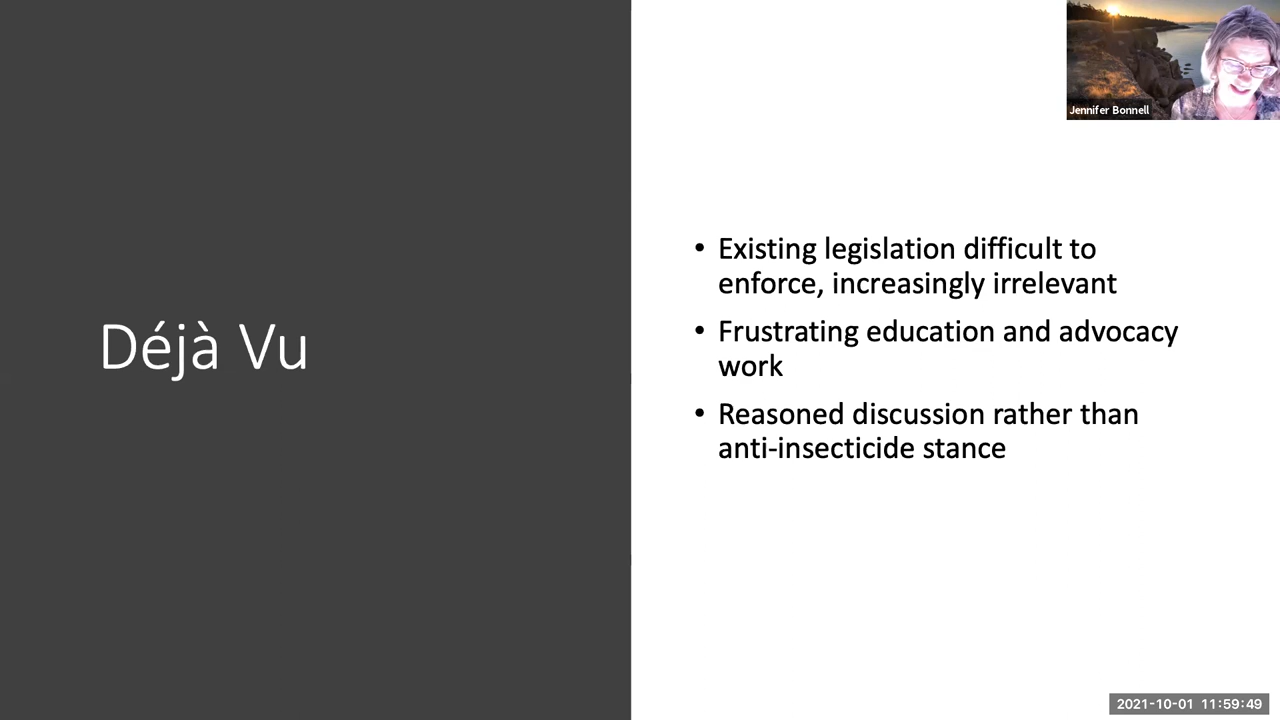 Jennifer Bonnell
Déjà Vu
• Existing legislation difficult to
enforce, increasingly irrelevant
• Frustrating education and advocacy
work
• Reasoned discussion rather than
anti-insecticide stance
2021-10-01 11:59:49